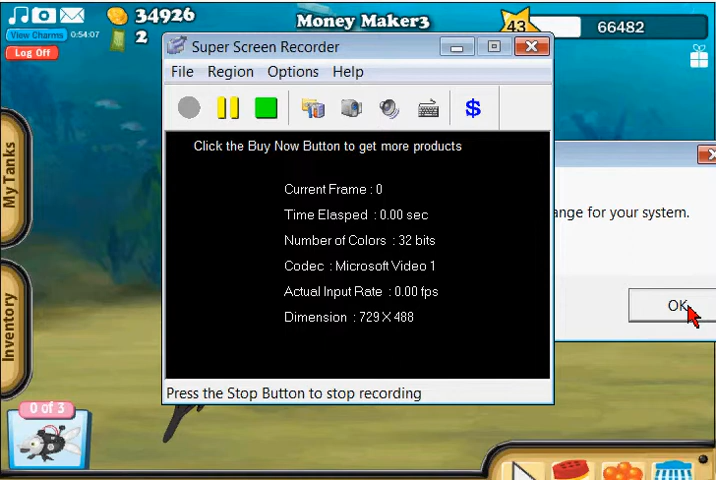 34926
Money Maker3
43
66482
View Charms
0:54:07
2
Log Off
Super Screen Recorder
File Region Options Help
$
Click the Buy Now Button to get more products
Current Frame : 0
Time Elasped : 0.00 sec
Number of Colors : 32 bits
Codec : Microsoft Video 1
Actual Input Rate : 0.00 fps
Dimension : 729 X 488
Press the Stop Button to stop recording
ange for your system.
OK
My Tanks
Inventory
0 of 3